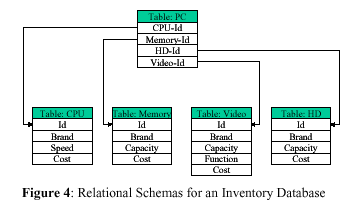 Table: PC
CPU-Id
Memory-Id
HD-Id
Video-Id
Table: CPU
Id
Brand
Speed
Cost
Table: Memory
Id
Brand
Capacity
Cost
Table: Video
Id
Brand
Capacity
Function
Cost
Table: HD
Id
Brand
Capacity
Cost
Figure 4: Relational Schemas for an Inventory Database